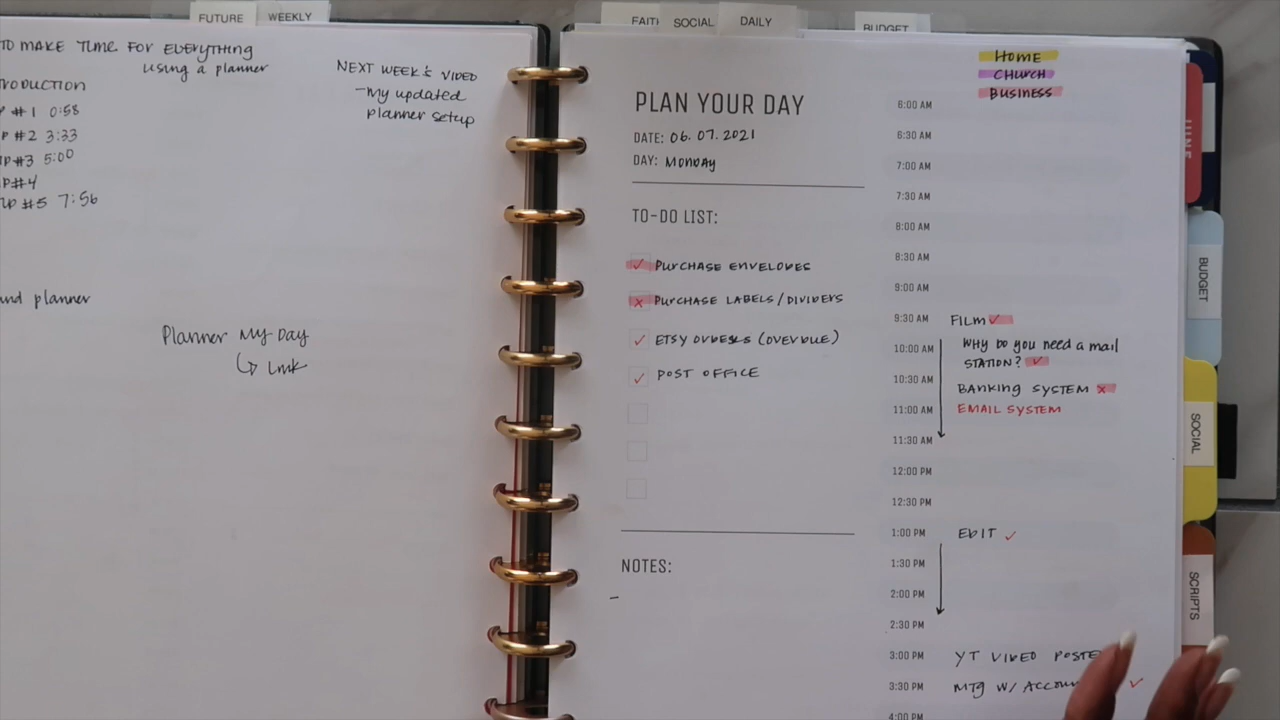 FUTURE
WEEKLY
TO MAKE TIME FOR EVERYTHING
using a planner
NEXT WEEK'S VIDEO
-My updated
planner setup
RODUCTION
P #1 0:58
P #2 3:33
P #3 5:00
P #4
P #5 7:56
nd planner
Planner My Day
Link
FAITH
SOCIAL
DAILY
BUDGET
HOME
CHURCH
BUSINESS
PLAN YOUR DAY
DATE: 06.07.2021
DAY: Monday
TO-DO LIST:
✓ PURCHASE ENVELOPES
x PURCHASE LABELS/DIVIDERS
✓ ETSY ORDERS (OVERDUE)
✓ POST OFFICE
NOTES:
-
6:00 AM
6:30 AM
7:00 AM
7:30 AM
8:00 AM
8:30 AM
9:00 AM
9:30 AM FILM ✓
10:00 AM WHY DO YOU NEED A MAIL
STATION? ✓
10:30 AM BANKING SYSTEM x
11:00 AM EMAIL SYSTEM
11:30 AM
12:00 PM
12:30 PM
1:00 PM EDIT ✓
1:30 PM
2:00 PM
2:30 PM
3:00 PM YT VIDEO POSTE
3:30 PM MTG W/ ACCOUN ✓
4:00 PM
JUNE
BUDGET
SOCIAL
SCRIPTS